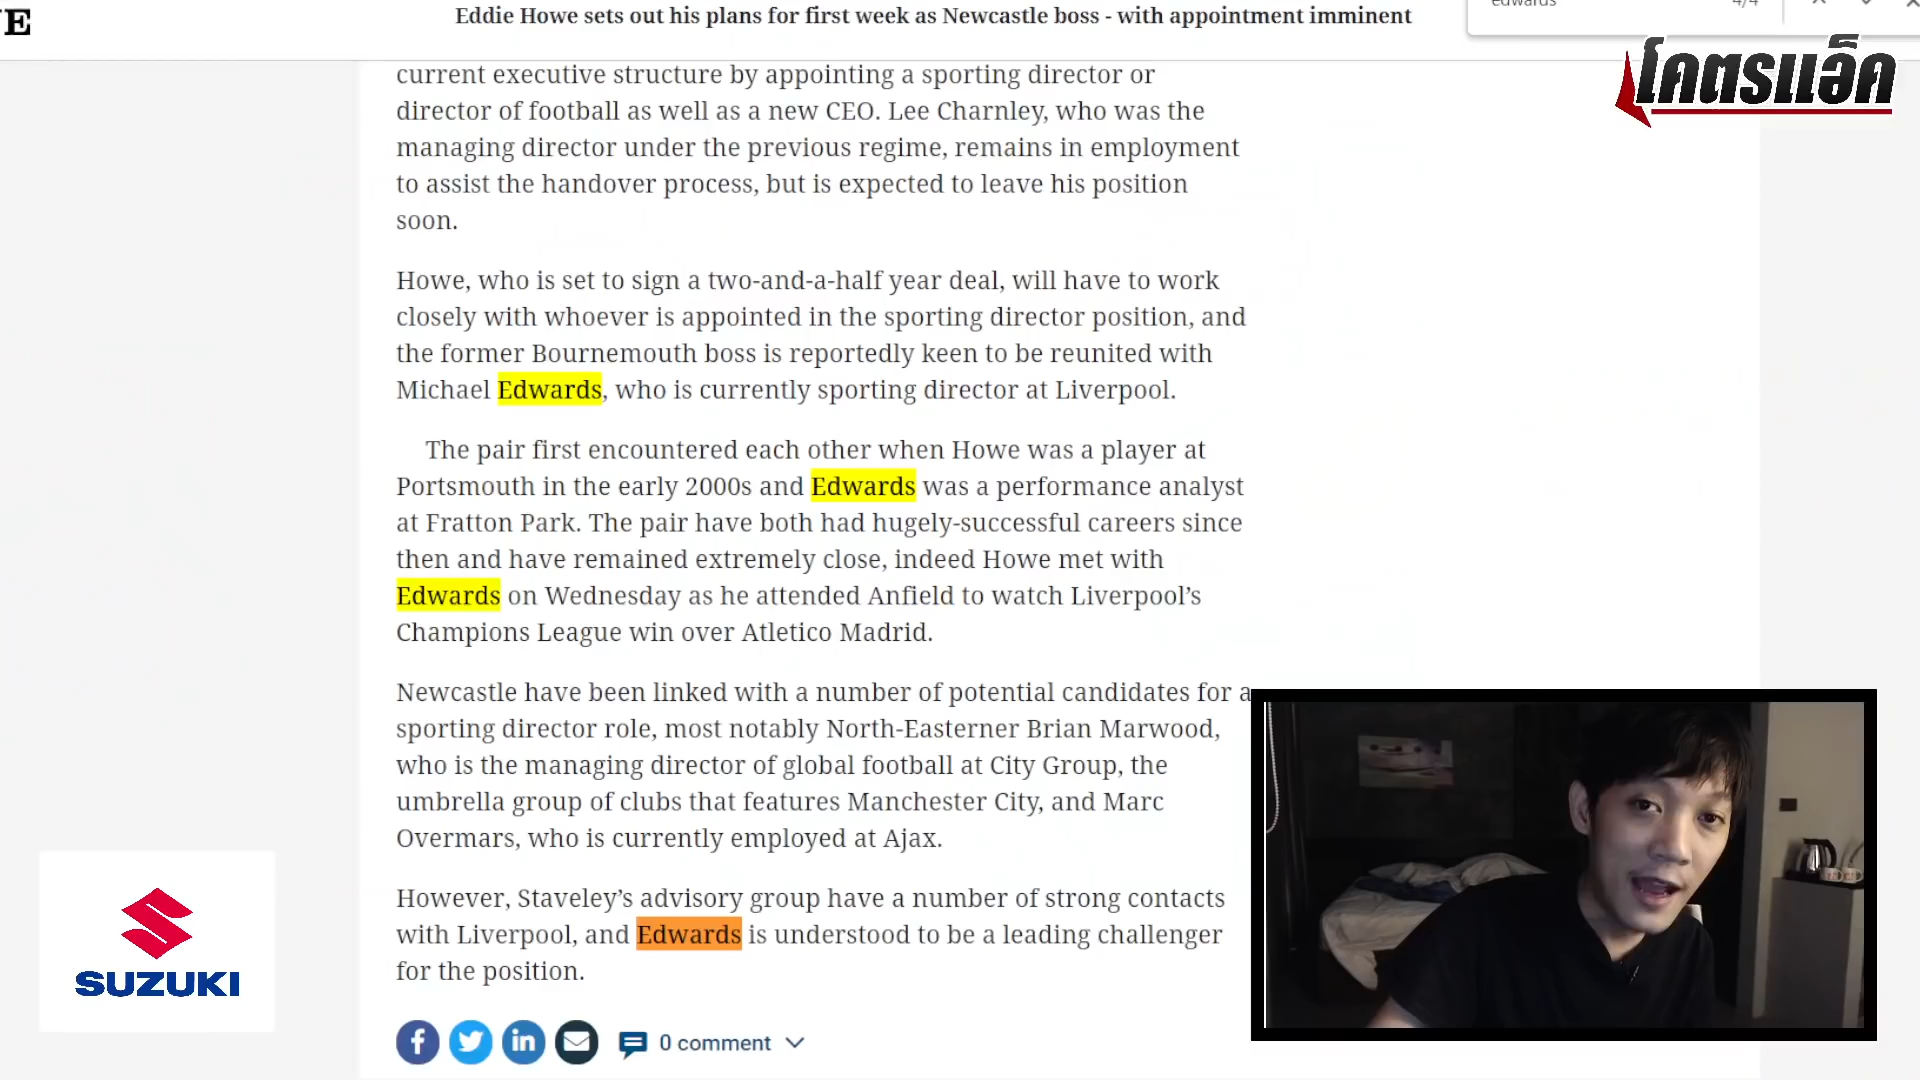 Eddie Howe sets out his plans for first week as Newcastle boss - with appointment imminent
edwards
4/4
E
โคตรแอ็ค
current executive structure by appointing a sporting director or
director of football as well as a new CEO. Lee Charnley, who was the
managing director under the previous regime, remains in employment
to assist the handover process, but is expected to leave his position
soon.
Howe, who is set to sign a two-and-a-half year deal, will have to work
closely with whoever is appointed in the sporting director position, and
the former Bournemouth boss is reportedly keen to be reunited with
Michael Edwards, who is currently sporting director at Liverpool.
The pair first encountered each other when Howe was a player at
Portsmouth in the early 2000s and Edwards was a performance analyst
at Fratton Park. The pair have both had hugely-successful careers since
then and have remained extremely close, indeed Howe met with
Edwards on Wednesday as he attended Anfield to watch Liverpool’s
Champions League win over Atletico Madrid.
Newcastle have been linked with a number of potential candidates for a
sporting director role, most notably North-Easterner Brian Marwood,
who is the managing director of global football at City Group, the
umbrella group of clubs that features Manchester City, and Marc
Overmars, who is currently employed at Ajax.
However, Staveley’s advisory group have a number of strong contacts
with Liverpool, and Edwards is understood to be a leading challenger
for the position.
SUZUKI
0 comment